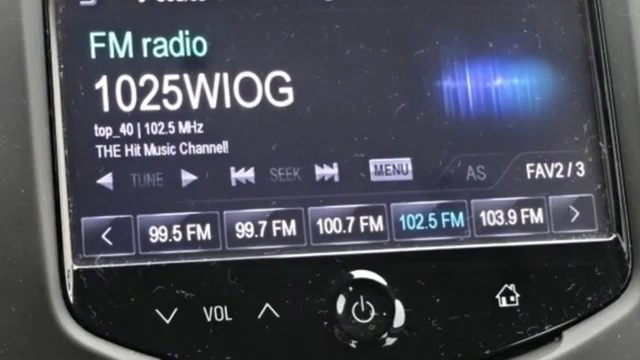 FM radio
1025WIOG
top_40 | 102.5 MHz
THE Hit Music Channel!
TUNE SEEK MENU AS FAV2 / 3
99.5 FM 99.7 FM 100.7 FM 102.5 FM 103.9 FM
VOL